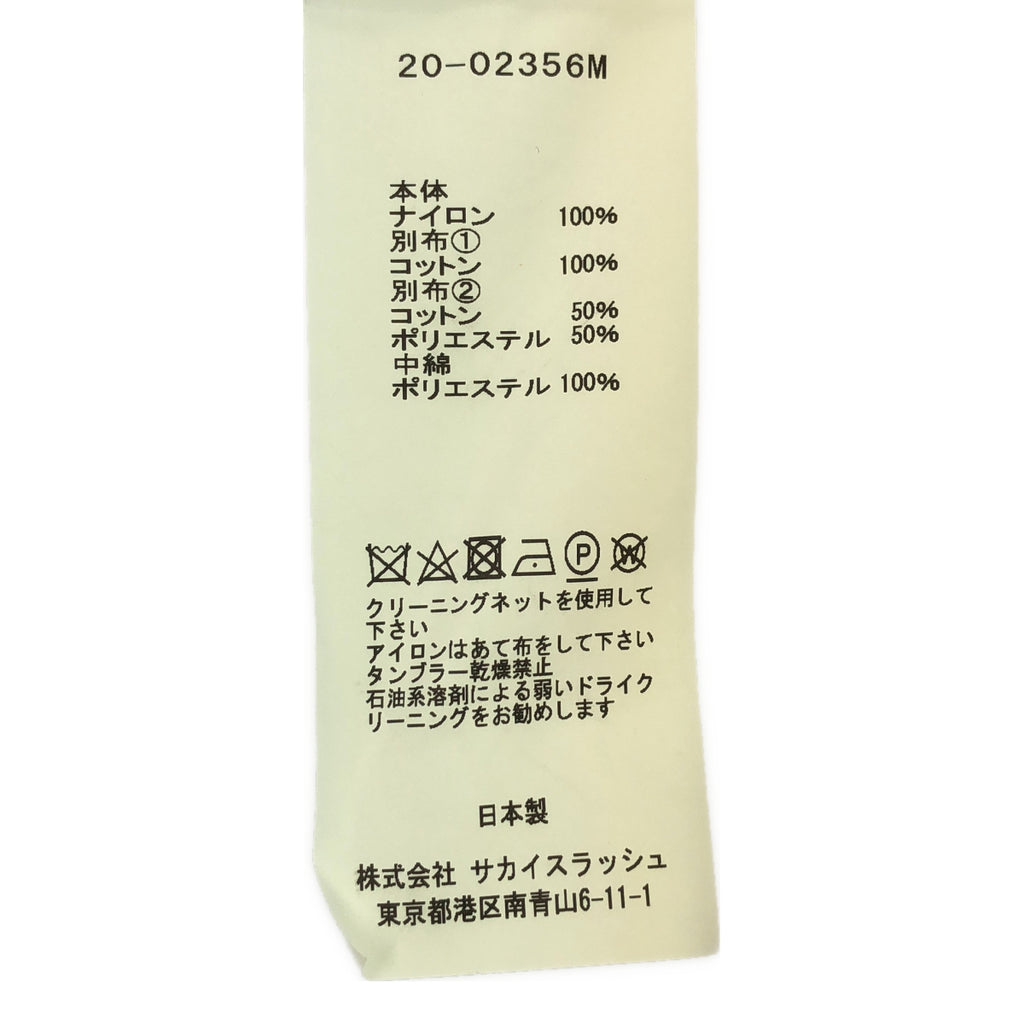 20-02356M
本体
ナイロン 100%
別布①
コットン 100%
別布②
コットン 50%
ポリエステル 50%
中綿
ポリエステル 100%
P W
クリーニングネットを使用して
下さい
アイロンはあて布をして下さい
タンブラー乾燥禁止
石油系溶剤による弱いドライク
リーニングをお勧めします
日本製
株式会社 サカイスラッシュ
東京都港区南青山6-11-1